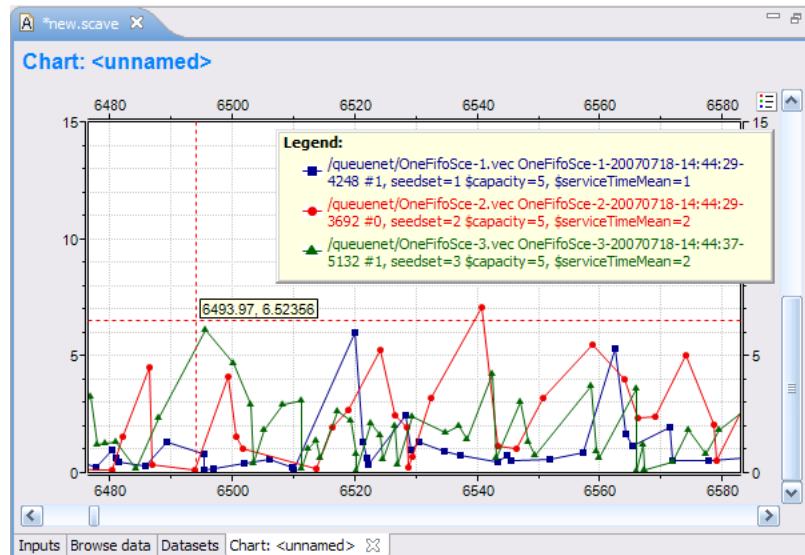 *new.scave
Chart: <unnamed>
6480 6500 6520 6540 6560 6580
15 15
Legend:
/queuenet/OneFifoSce-1.vec OneFifoSce-1-20070718-14:44:29-
4248 #1, seedset=1 $capacity=5, $serviceTimeMean=1
/queuenet/OneFifoSce-2.vec OneFifoSce-2-20070718-14:44:29-
3692 #0, seedset=2 $capacity=5, $serviceTimeMean=2
/queuenet/OneFifoSce-3.vec OneFifoSce-3-20070718-14:44:37-
5132 #1, seedset=3 $capacity=5, $serviceTimeMean=2
10 10
6493.97, 6.52356
5 5
0 0
6480 6500 6520 6540 6560 6580
Inputs Browse data Datasets Chart: <unnamed>